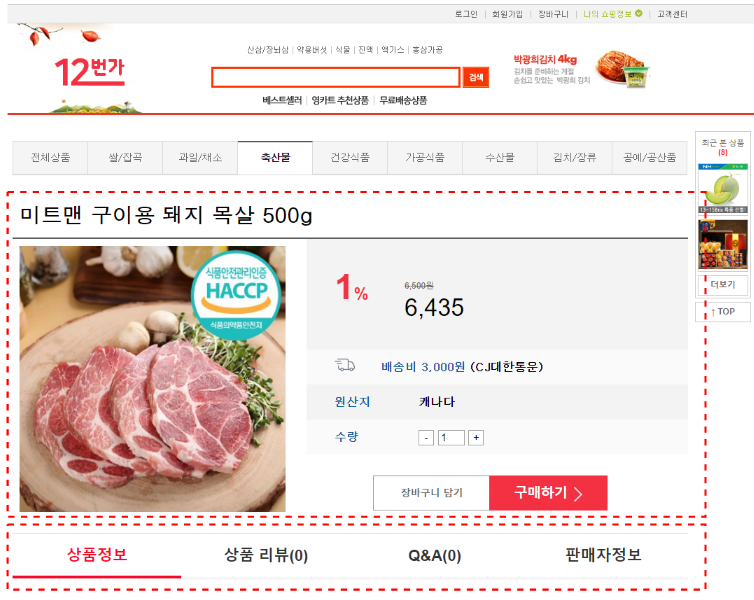 로그인 | 회원가입 | 장바구니 | 나의 쇼핑정보 | 고객센터
12번가
산삼/장뇌삼 | 약용버섯 | 식물 | 진액 | 엑기스 | 홍삼가공
검색
베스트셀러 | 영카트 추천상품 | 무료배송상품
박광희김치 4kg
김치를 준비하는 계절
손쉽고 맛있는 박광희 김치
전체상품
쌀/잡곡
과일/채소
축산물
건강식품
가공식품
수산물
김치/장류
공예/공산품
최근 본 상품
(8)
더보기
↑ TOP
미트맨 구이용 돼지 목살 500g
식품안전관리인증
HACCP
식품의약품안전처
1%
6,500원
6,435
배송비 3,000원 (CJ대한통운)
원산지 캐나다
수량 - 1 +
장바구니 담기
구매하기
상품정보
상품 리뷰(0)
Q&A(0)
판매자정보